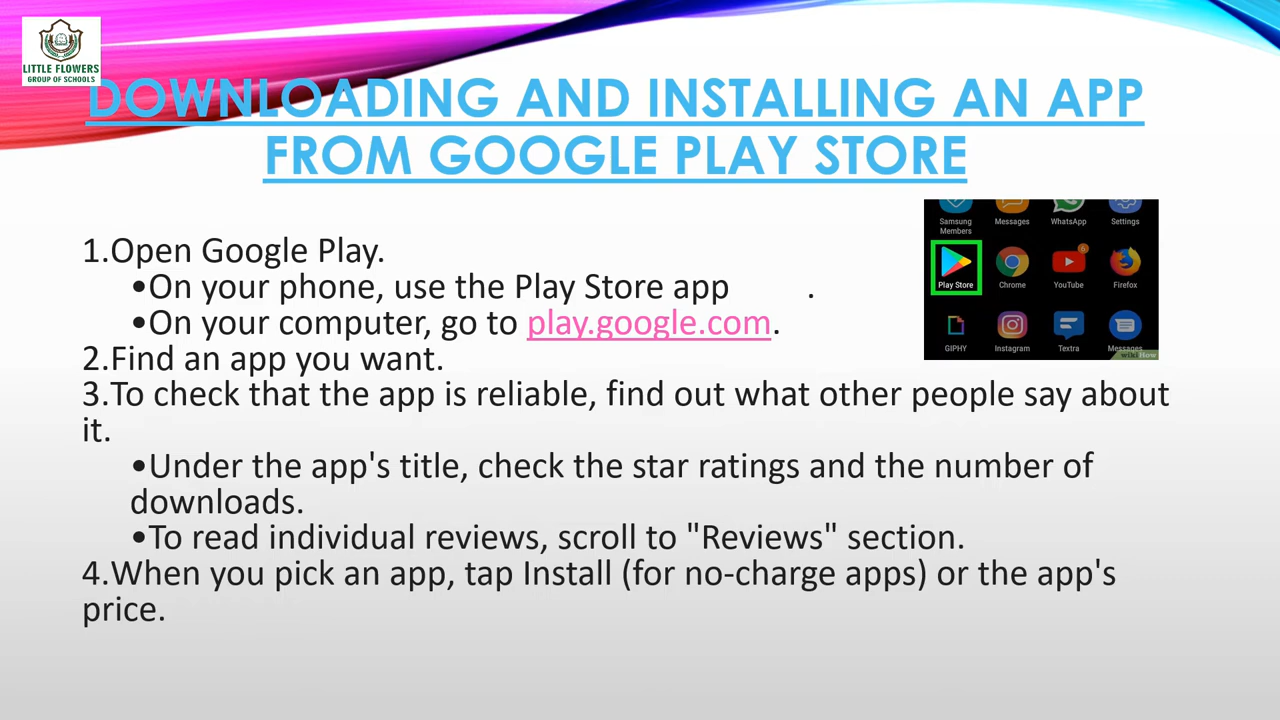 LITTLE FLOWERS
GROUP OF SCHOOLS
DOWNLOADING AND INSTALLING AN APP
FROM GOOGLE PLAY STORE
1.Open Google Play.
•On your phone, use the Play Store app .
•On your computer, go to play.google.com.
2.Find an app you want.
3.To check that the app is reliable, find out what other people say about
it.
•Under the app's title, check the star ratings and the number of
downloads.
•To read individual reviews, scroll to "Reviews" section.
4.When you pick an app, tap Install (for no-charge apps) or the app's
price.
Samsung Members Messages WhatsApp Settings
6
Play Store Chrome YouTube Firefox
GIPHY Instagram Textra Messages
wikiHow